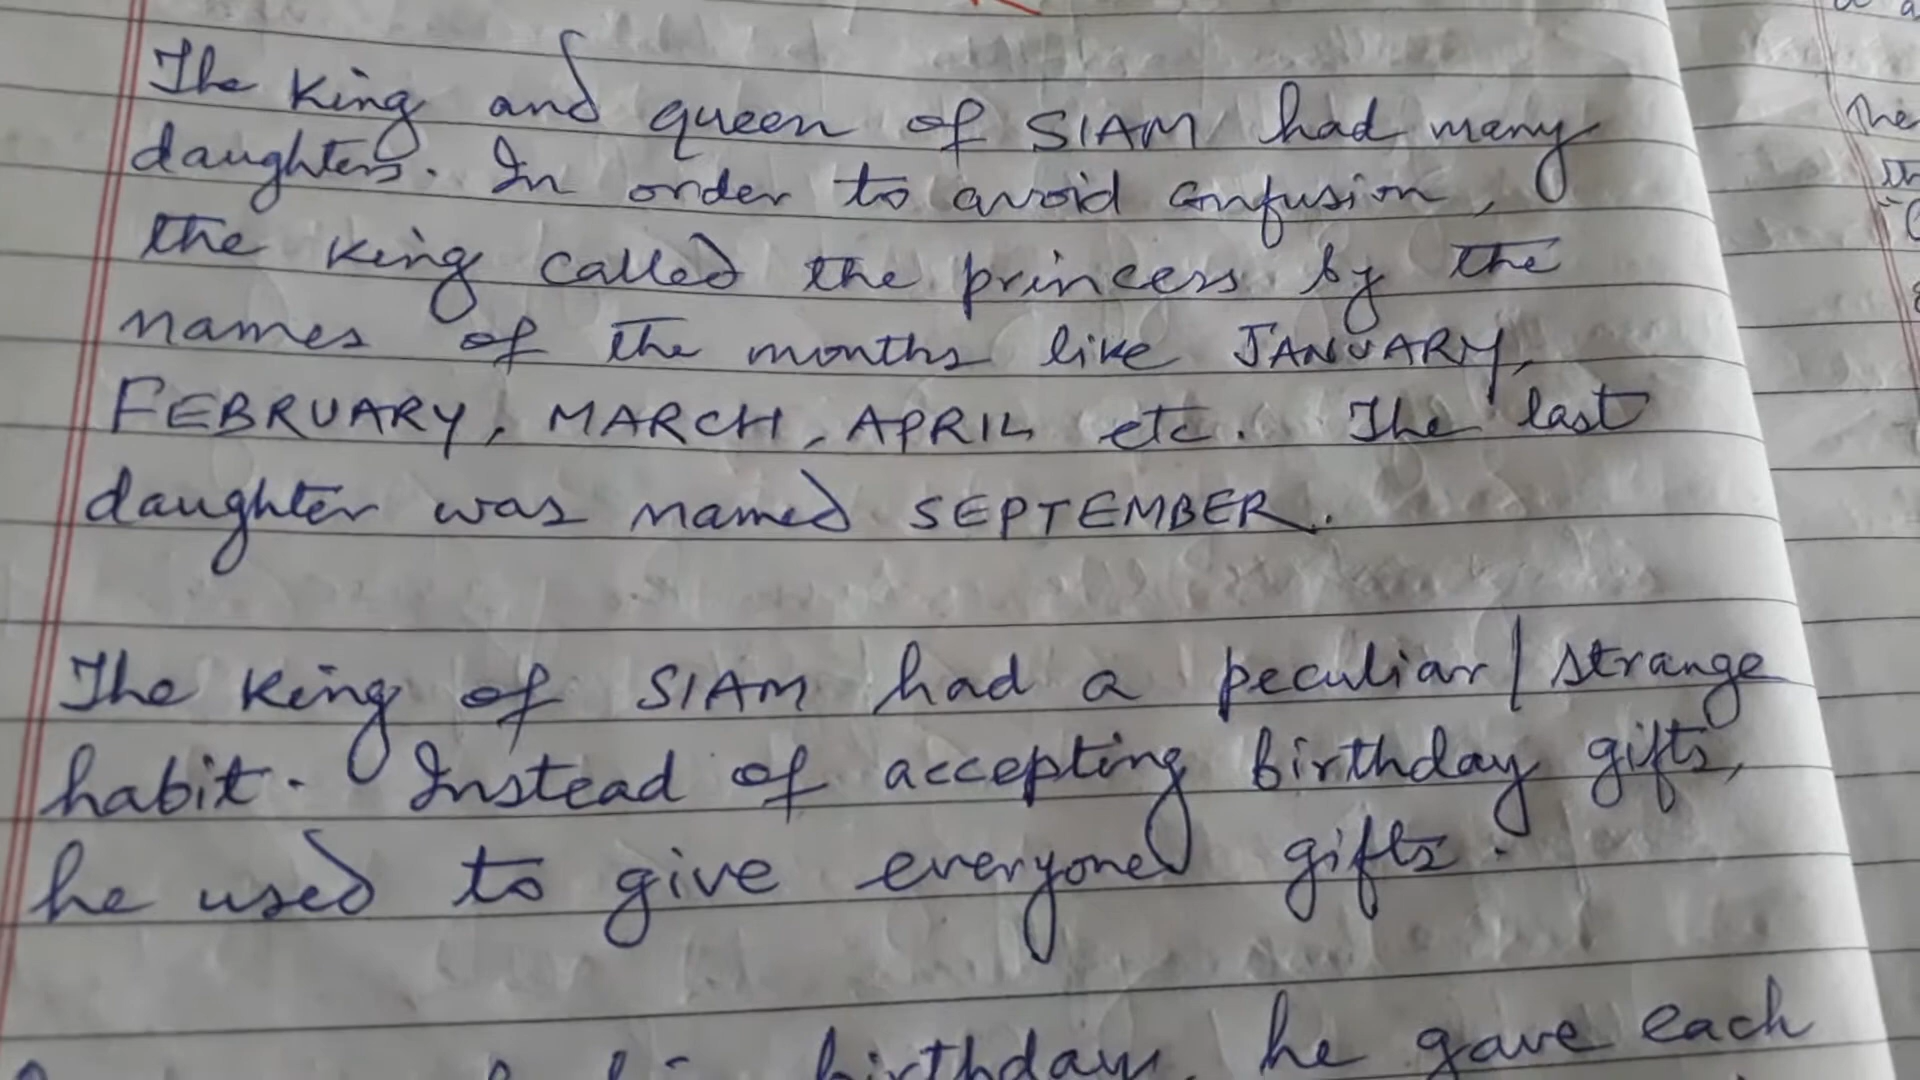 The King and queen of SIAM had many
daughters. In order to avoid confusion,
the King called the princess by the
names of the months like JANUARY,
FEBRUARY, MARCH, APRIL etc. The last
daughter was named SEPTEMBER.
The King of SIAM had a peculiar/strange
habit. Instead of accepting birthday gifts,
he used to give everyone gifts.
birthday, he gave each